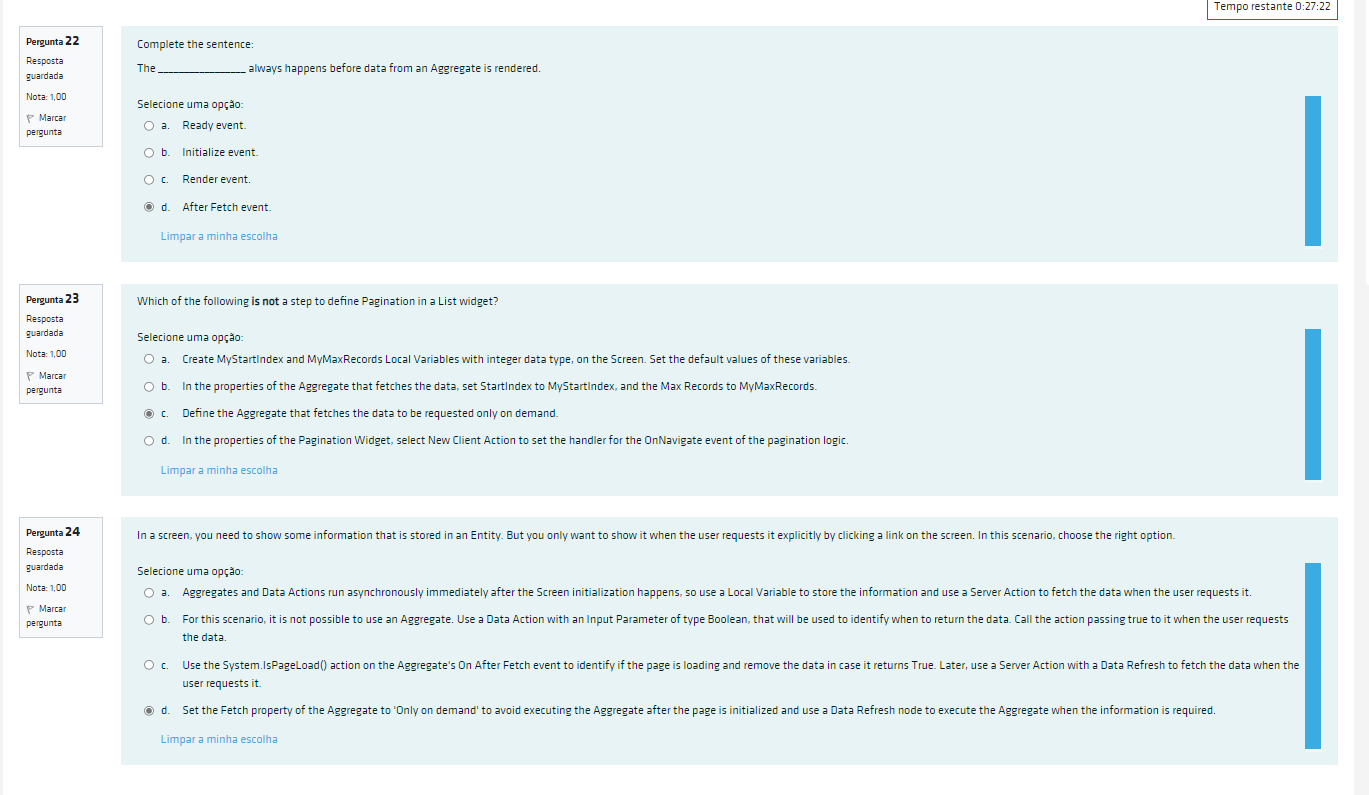 Tempo restante 0:27:22
Pergunta 22
Resposta
guardada
Nota: 1,00
Marcar
pergunta
Complete the sentence:
The _________________ always happens before data from an Aggregate is rendered.
Selecione uma opção:
a. Ready event.
b. Initialize event.
c. Render event.
d. After Fetch event.
Limpar a minha escolha
Pergunta 23
Resposta
guardada
Nota: 1,00
Marcar
pergunta
Which of the following is not a step to define Pagination in a List widget?
Selecione uma opção:
a. Create MyStartIndex and MyMaxRecords Local Variables with integer data type, on the Screen. Set the default values of these variables.
b. In the properties of the Aggregate that fetches the data, set StartIndex to MyStartIndex, and the Max Records to MyMaxRecords.
c. Define the Aggregate that fetches the data to be requested only on demand.
d. In the properties of the Pagination Widget, select New Client Action to set the handler for the OnNavigate event of the pagination logic.
Limpar a minha escolha
Pergunta 24
Resposta
guardada
Nota: 1,00
Marcar
pergunta
In a screen, you need to show some information that is stored in an Entity. But you only want to show it when the user requests it explicitly by clicking a link on the screen. In this scenario, choose the right option.
Selecione uma opção:
a. Aggregates and Data Actions run asynchronously immediately after the Screen initialization happens, so use a Local Variable to store the information and use a Server Action to fetch the data when the user requests it.
b. For this scenario, it is not possible to use an Aggregate. Use a Data Action with an Input Parameter of type Boolean, that will be used to identify when to return the data. Call the action passing true to it when the user requests
the data.
c. Use the System.IsPageLoad() action on the Aggregate's On After Fetch event to identify if the page is loading and remove the data in case it returns True. Later, use a Server Action with a Data Refresh to fetch the data when the
user requests it.
d. Set the Fetch property of the Aggregate to 'Only on demand' to avoid executing the Aggregate after the page is initialized and use a Data Refresh node to execute the Aggregate when the information is required.
Limpar a minha escolha